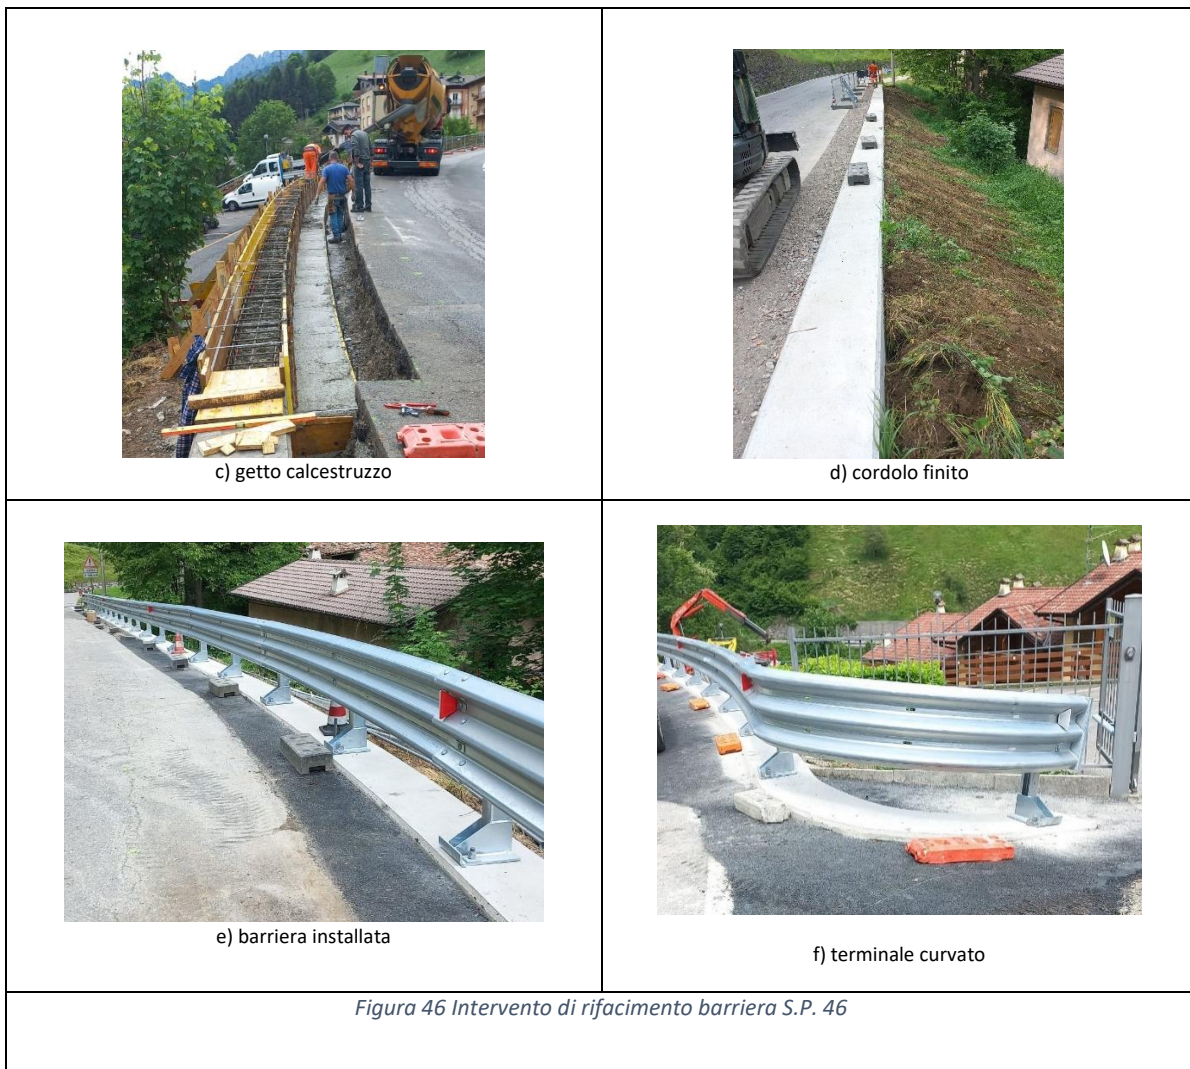 c) getto calcestruzzo
d) cordolo finito
e) barriera installata
f) terminale curvato
Figura 46 Intervento di rifacimento barriera S.P. 46